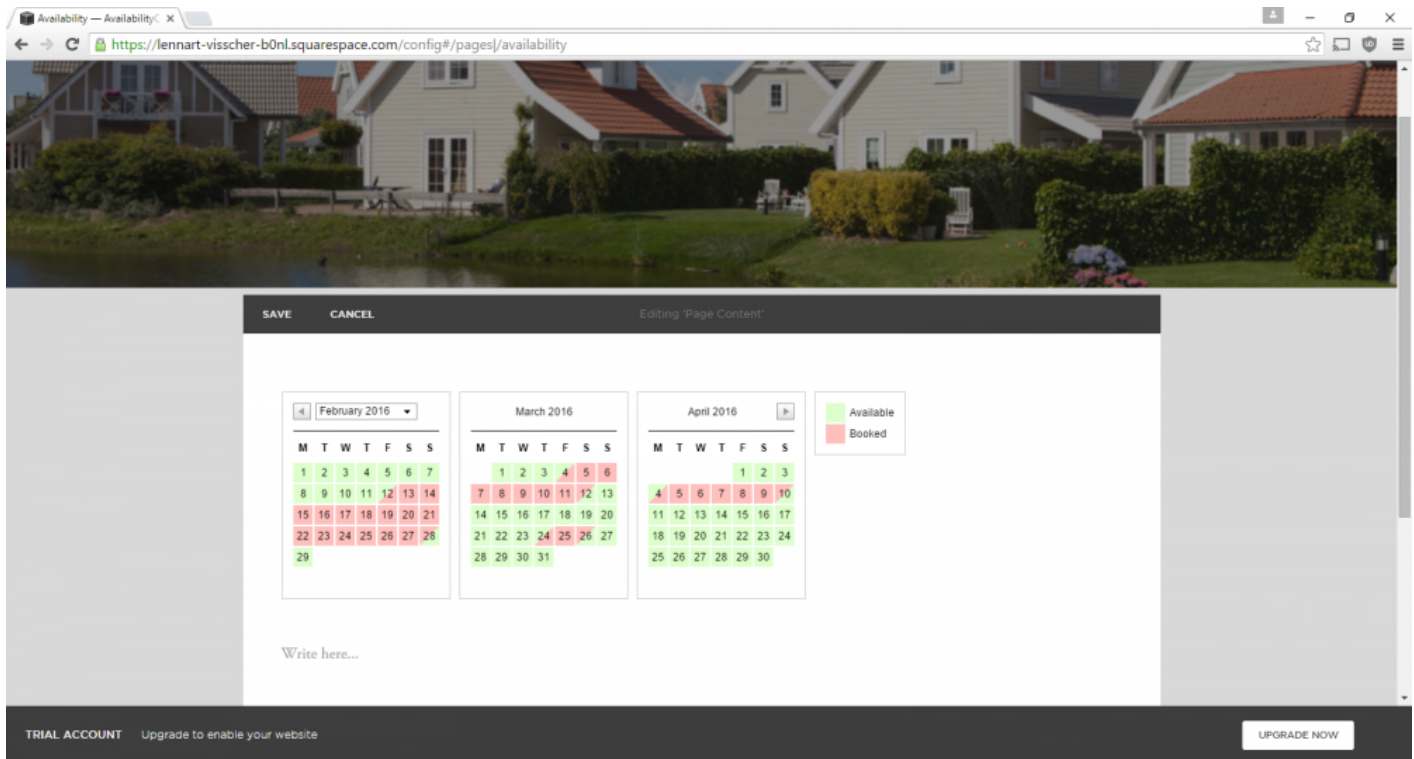 Availability — Availability
https://lennart-visscher-b0nl.squarespace.com/config#/pages|/availability
SAVE CANCEL Editing 'Page Content'
February 2016 March 2016 April 2016 Available
Booked
M T W T F S S M T W T F S S M T W T F S S
1 2 3 4 5 6 7 1 2 3 4 5 6 1 2 3
8 9 10 11 12 13 14 7 8 9 10 11 12 13 4 5 6 7 8 9 10
15 16 17 18 19 20 21 14 15 16 17 18 19 20 11 12 13 14 15 16 17
22 23 24 25 26 27 28 21 22 23 24 25 26 27 18 19 20 21 22 23 24
29 28 29 30 31 25 26 27 28 29 30
Write here...
TRIAL ACCOUNT Upgrade to enable your website UPGRADE NOW